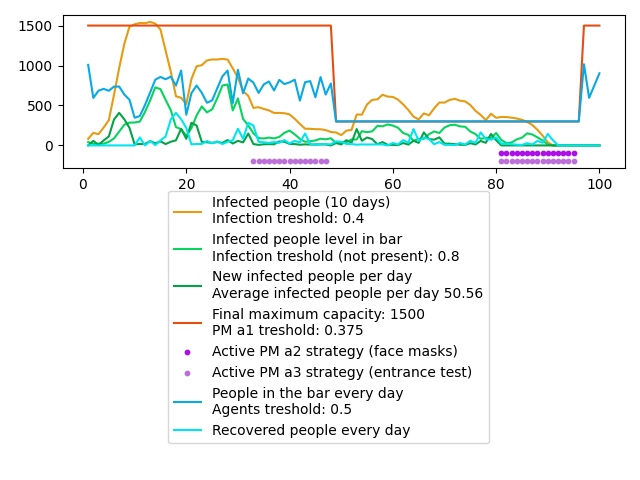 1500
1000
500
0
0
20
40
60
80
100
Infected people (10 days)
Infection treshold: 0.4
Infected people level in bar
Infection treshold (not present): 0.8
New infected people per day
Average infected people per day 50.56
Final maximum capacity: 1500
PM a1 treshold: 0.375
Active PM a2 strategy (face masks)
Active PM a3 strategy (entrance test)
People in the bar every day
Agents treshold: 0.5
Recovered people every day